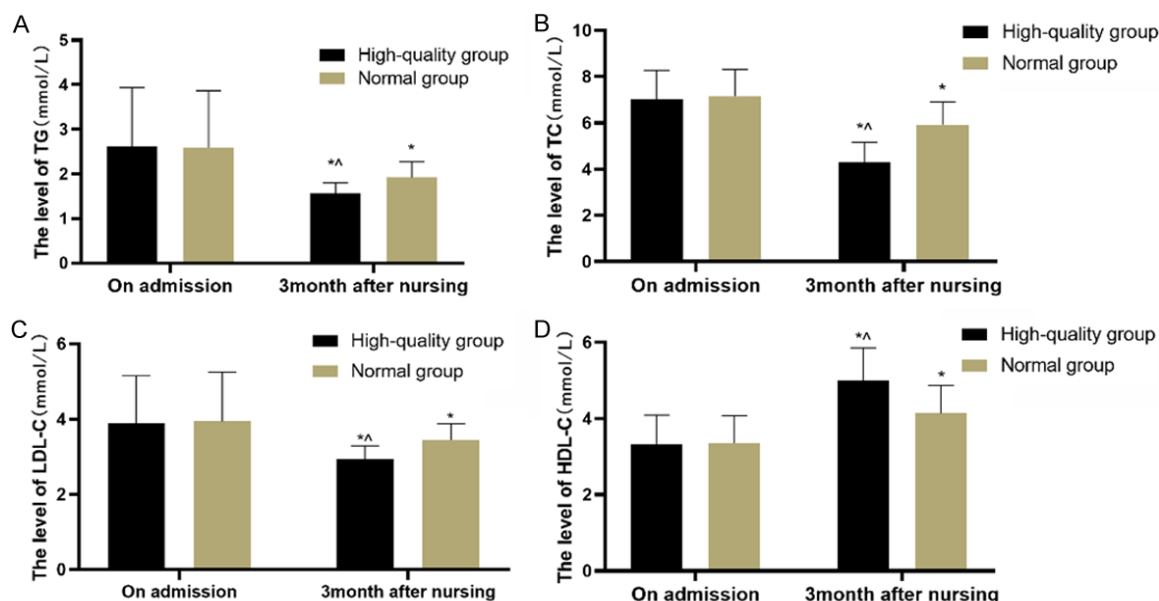 A
The level of TG(mmol/L)
5
4
3
2
1
0
High-quality group
Normal group
*^
*
On admission
3month after nursing
B
The level of TC(mmol/L)
10
8
6
4
2
0
High-quality group
Normal group
*^
*
On admission
3month after nursing
C
The level of LDL-C(mmol/L)
6
4
2
0
High-quality group
Normal group
*^
*
On admission
3month after nursing
D
The level of HDL-C(mmol/L)
6
4
2
0
High-quality group
Normal group
*^
*
On admission
3month after nursing